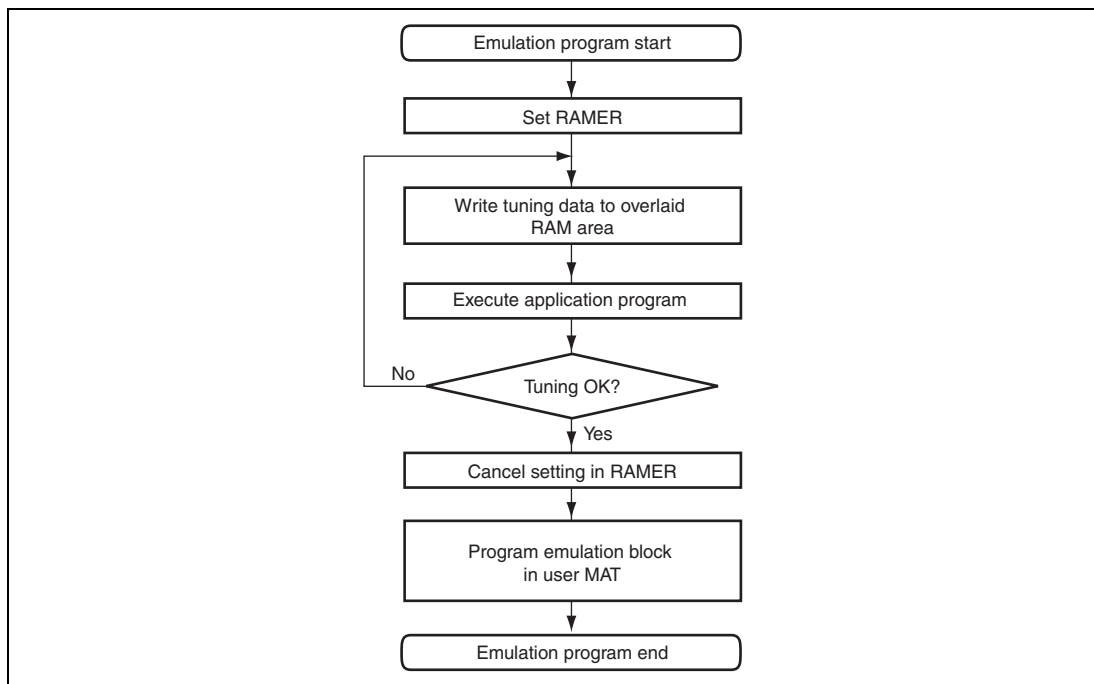 Emulation program start
Set RAMER
Write tuning data to overlaid
RAM area
Execute application program
No
Tuning OK?
Yes
Cancel setting in RAMER
Program emulation block
in user MAT
Emulation program end